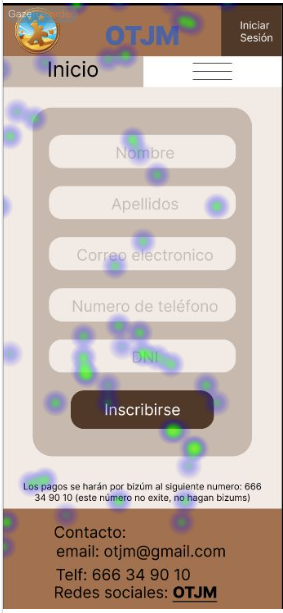 GazeRecorder
OTJM
Iniciar
Sesión
Inicio
Nombre
Apellidos
Correo electronico
Numero de teléfono
DNI
Inscribirse
Los pagos se harán por bizúm al siguiente numero: 666
34 90 10 (este número no exite, no hagan bizums)
Contacto:
email: otjm@gmail.com
Telf: 666 34 90 10
Redes sociales: OTJM